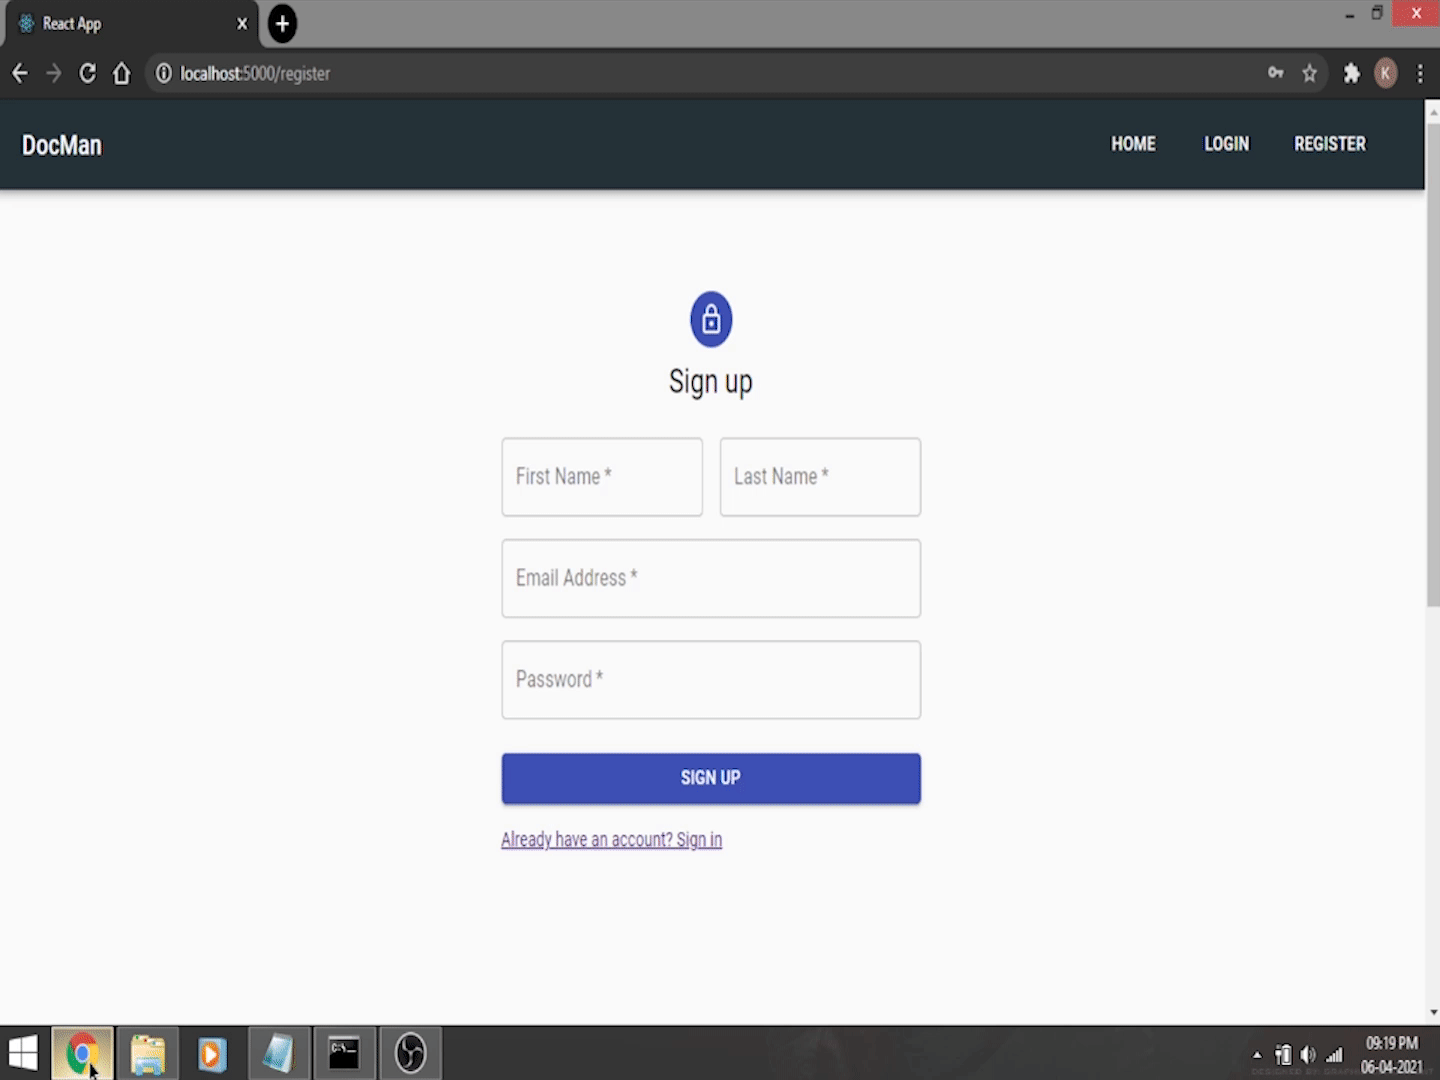 React App
localhost:5000/register
K
DocMan
HOME LOGIN REGISTER
Sign up
First Name * Last Name *
Email Address *
Password *
SIGN UP
Already have an account? Sign in
09:19 PM
06-04-2021